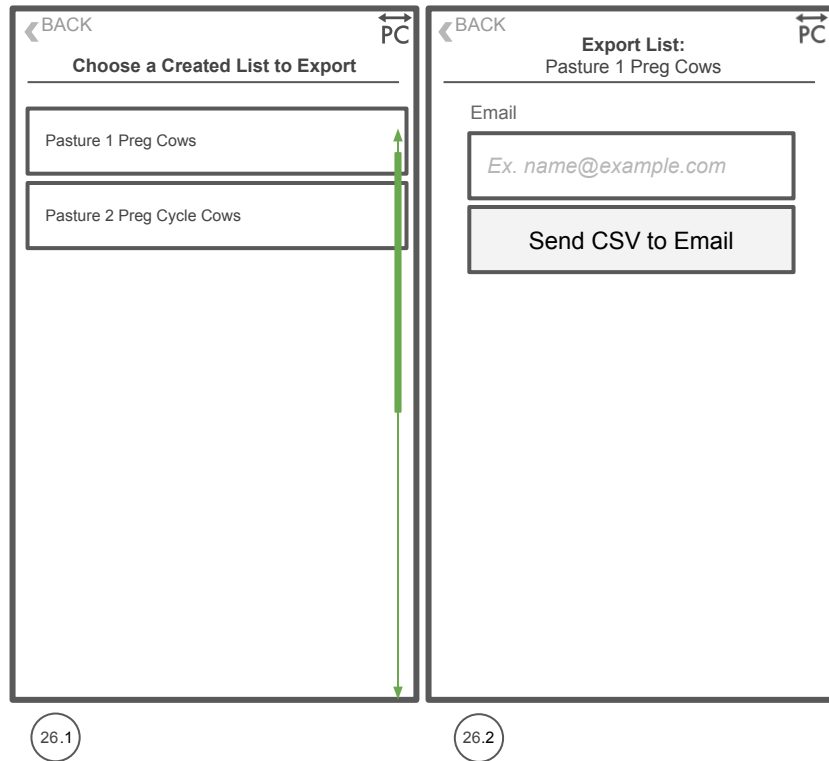 BACK
PC
Choose a Created List to Export
Pasture 1 Preg Cows
Pasture 2 Preg Cycle Cows
26.1
BACK
PC
Export List:
Pasture 1 Preg Cows
Email
Ex. name@example.com
Send CSV to Email
26.2